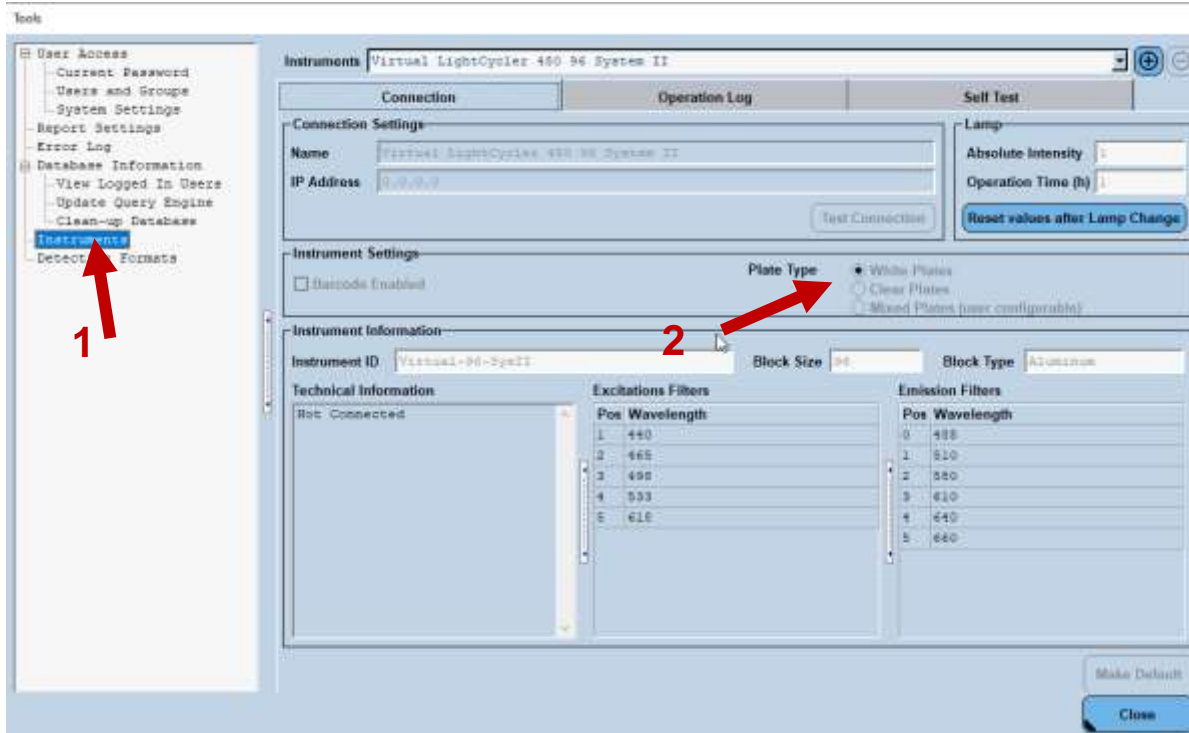 Tools
User Access
Current Password
Users and Groups
System Settings
Report Settings
Error Log
Database Information
View Logged In Users
Update Query Engine
Clean-up Database
Instruments
Detection Formats
1
Instruments Virtual LightCycler 480 96 System II
Connection Operation Log Self Test
Connection Settings
Name Virtual LightCycler 480 96 System II
IP Address 0.0.0.0
Test Connection
Lamp
Absolute Intensity 1
Operation Time (h) 1
Reset values after Lamp Change
Instrument Settings
Barcode Enabled
Plate Type White Plates
Clear Plates
Mixed Plates (user configurable)
2
Instrument Information
Instrument ID Virtual-96-SysII Block Size 96 Block Type Aluminum
Technical Information
Not Connected
Excitations Filters
Pos Wavelength
1 440
2 465
3 498
4 533
5 618
Emission Filters
Pos Wavelength
0 488
1 510
2 580
3 610
4 640
5 660
Make Default
Close